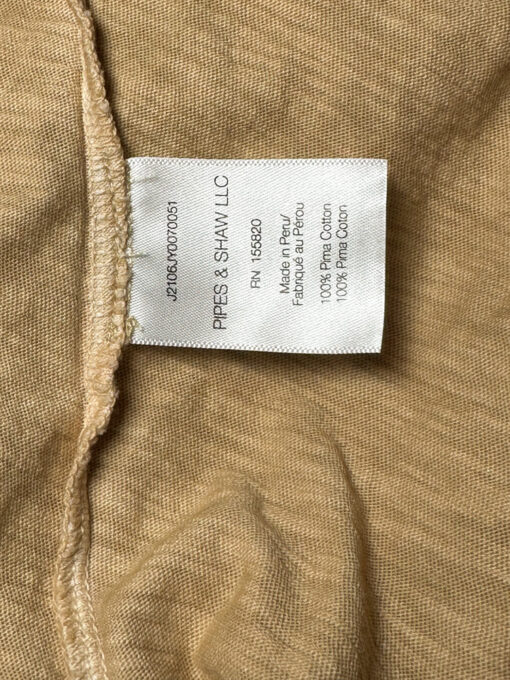 J2106JY0070051
PIPES & SHAW LLC
RN 155820
Made in Peru/
Fabriqué au Pérou
100% Pima Cotton
100% Pima Coton